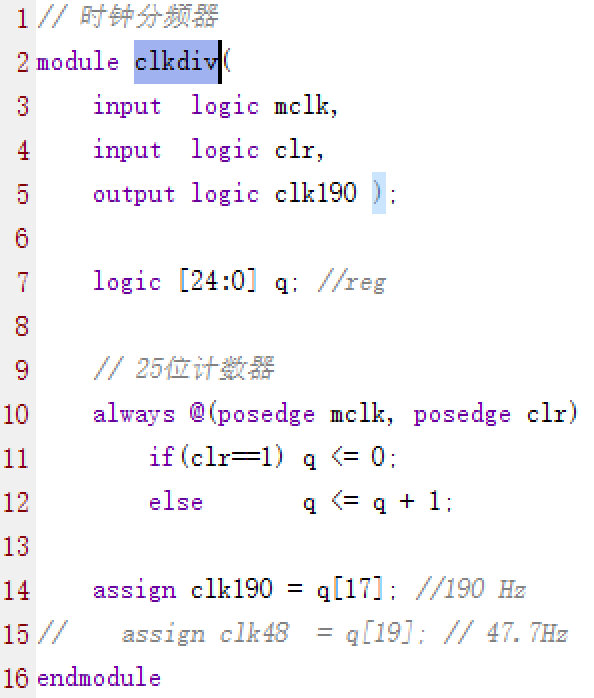 1 // 时钟分频器
2 module clkdiv(
3     input  logic mclk,
4     input  logic clr,
5     output logic clk190 );
6
7     logic [24:0] q; //reg
8
9     // 25位计数器
10     always @(posedge mclk, posedge clr)
11         if(clr==1) q <= 0;
12         else       q <= q + 1;
13
14     assign clk190 = q[17]; //190 Hz
15 //    assign clk48  = q[19]; // 47.7Hz
16 endmodule